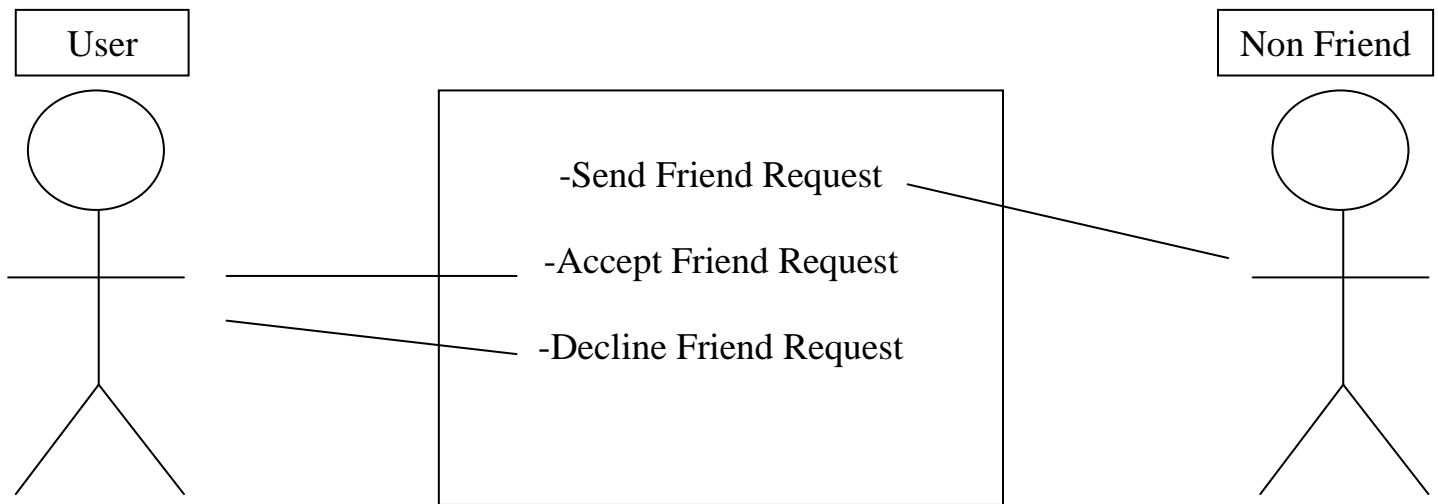 User
Non Friend
-Send Friend Request
-Accept Friend Request
-Decline Friend Request